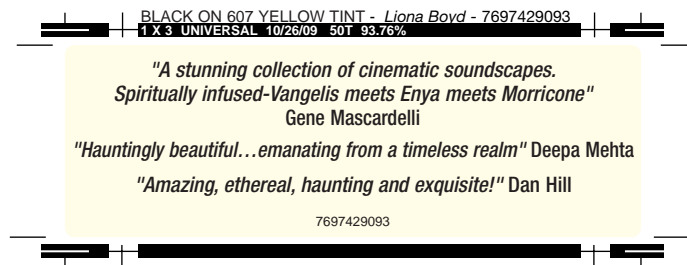 BLACK ON 607 YELLOW TINT - Liona Boyd - 7697429093
1 X 3 UNIVERSAL 10/26/09 50T 93.76%
"A stunning collection of cinematic soundscapes.
Spiritually infused-Vangelis meets Enya meets Morricone"
Gene Mascardelli
"Hauntingly beautiful…emanating from a timeless realm" Deepa Mehta
"Amazing, ethereal, haunting and exquisite!" Dan Hill
7697429093